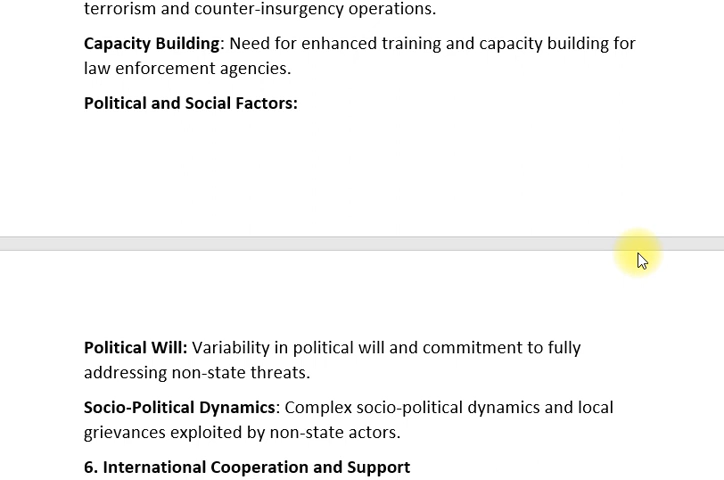 terrorism and counter-insurgency operations.
Capacity Building: Need for enhanced training and capacity building for
law enforcement agencies.
Political and Social Factors:
Political Will: Variability in political will and commitment to fully
addressing non-state threats.
Socio-Political Dynamics: Complex socio-political dynamics and local
grievances exploited by non-state actors.
6. International Cooperation and Support